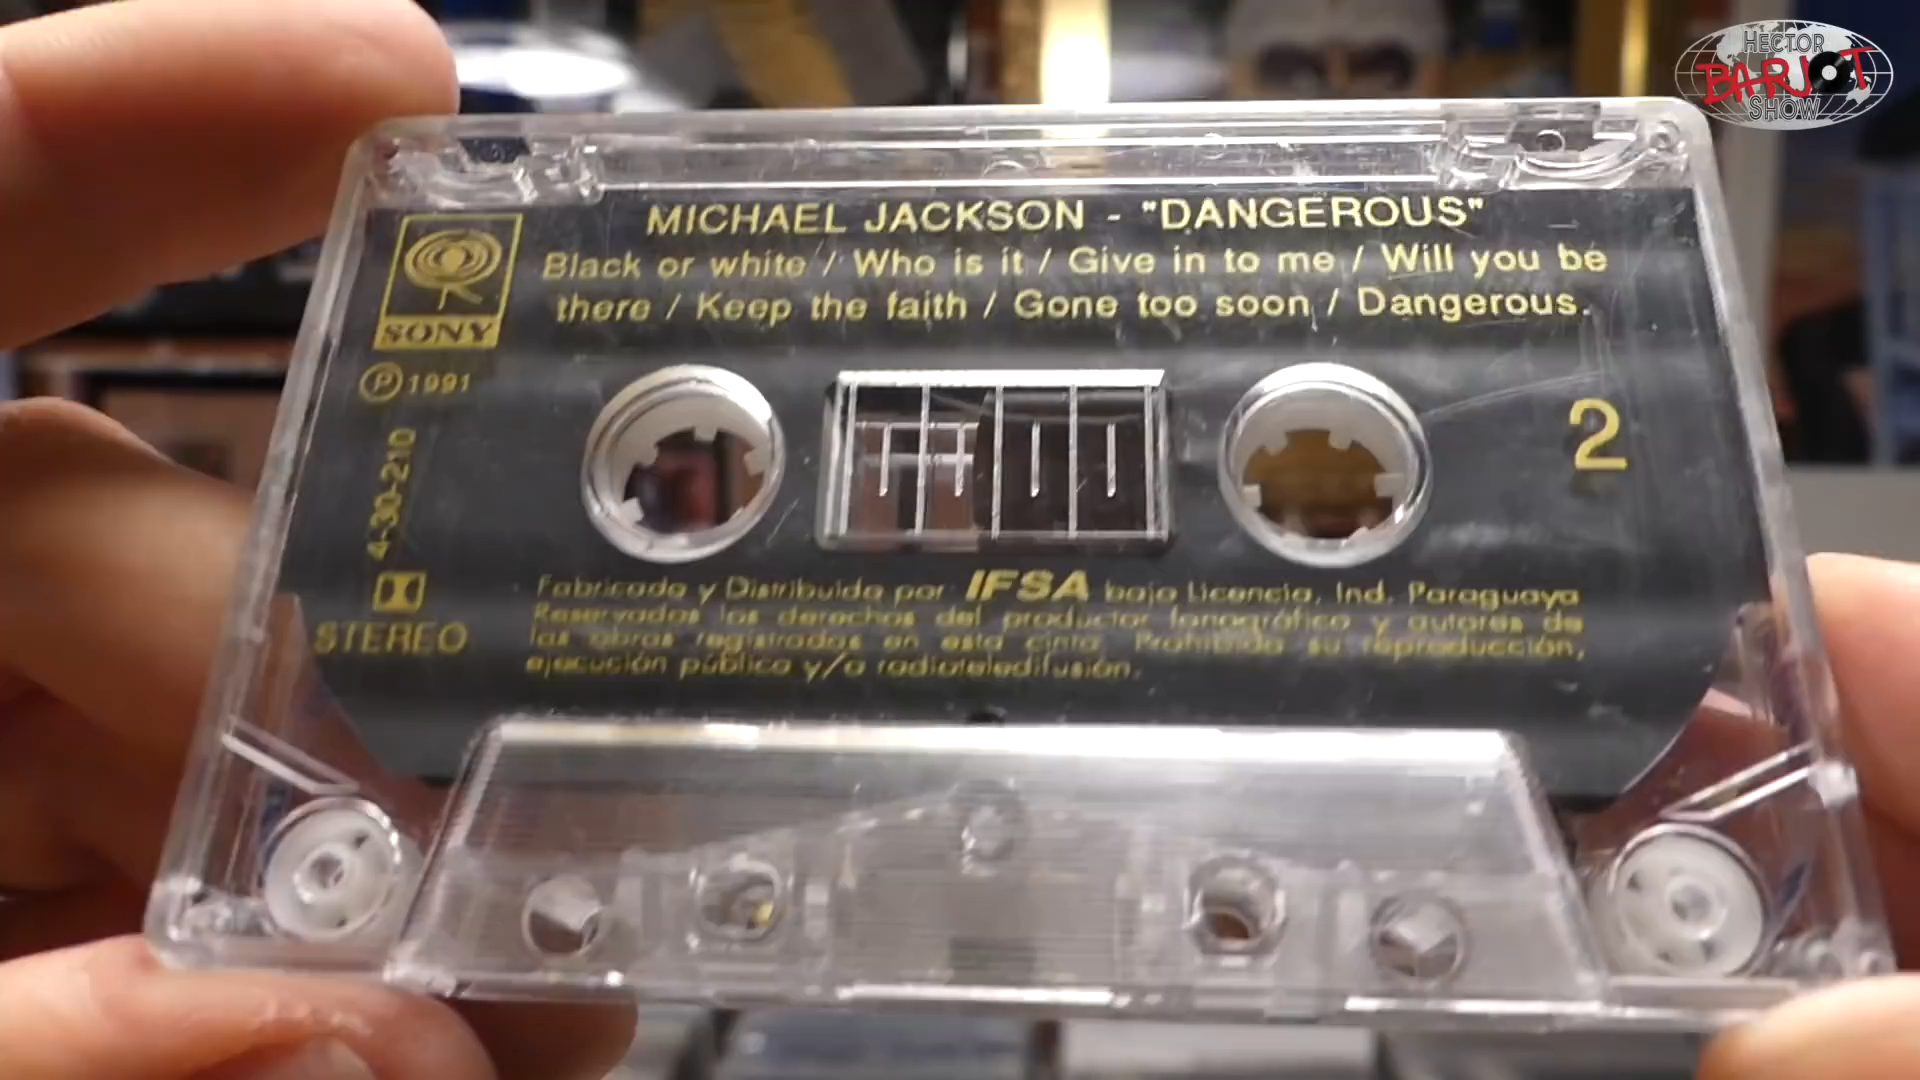 HECTOR
BARJOT
SHOW
MICHAEL JACKSON - "DANGEROUS"
Black or white / Who is it / Give in to me / Will you be
there / Keep the faith / Gone too soon / Dangerous.
SONY
Ⓟ 1991
2
4-30-210
STEREO
Fabricado y Distribuido por IFSA bajo Licencia, Ind. Paraguaya
Reservados los derechos del productor fonográfico y autores de
las obras registradas en esta cinta. Prohibida su reproducción,
ejecución pública y/o radioteledifusión.